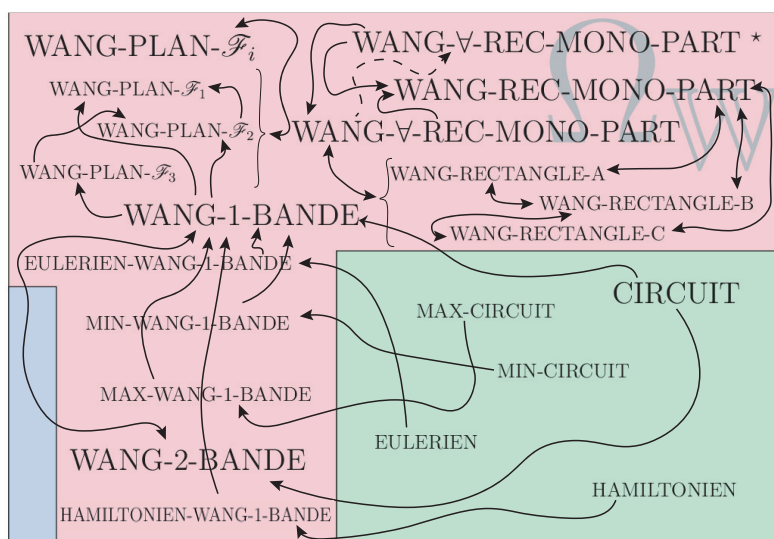 WANG-PLAN-ℱi
WANG-∀-REC-MONO-PART *
WANG-PLAN-ℱ1
WANG-REC-MONO-PART
WANG-PLAN-ℱ2
WANG-∀-REC-MONO-PART
Ω
W
WANG-PLAN-ℱ3
WANG-RECTANGLE-A
WANG-RECTANGLE-B
WANG-1-BANDE
WANG-RECTANGLE-C
EULERIEN-WANG-1-BANDE
CIRCUIT
MIN-WANG-1-BANDE
MAX-CIRCUIT
MIN-CIRCUIT
MAX-WANG-1-BANDE
EULERIEN
WANG-2-BANDE
HAMILTONIEN
HAMILTONIEN-WANG-1-BANDE